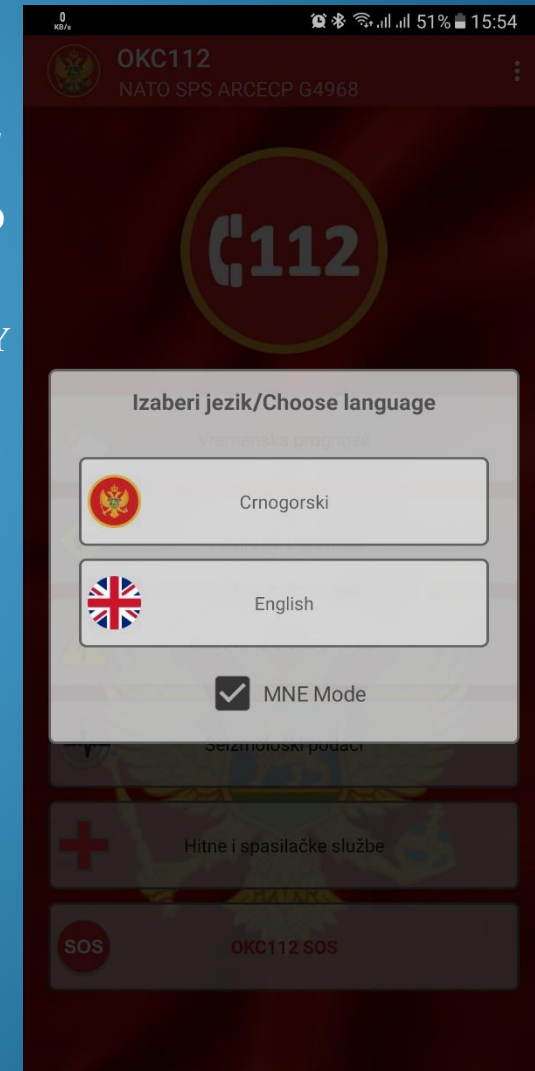 0
KB/s
51% 15:54
OKC112
NATO SPS ARCECP G4968
112
Izaberi jezik/Choose language
Vremenska prognoza
Crnogorski
English
MNE Mode
Seizmološki podaci
Hitne i spasilačke službe
SOS
OKC112 SOS
Y